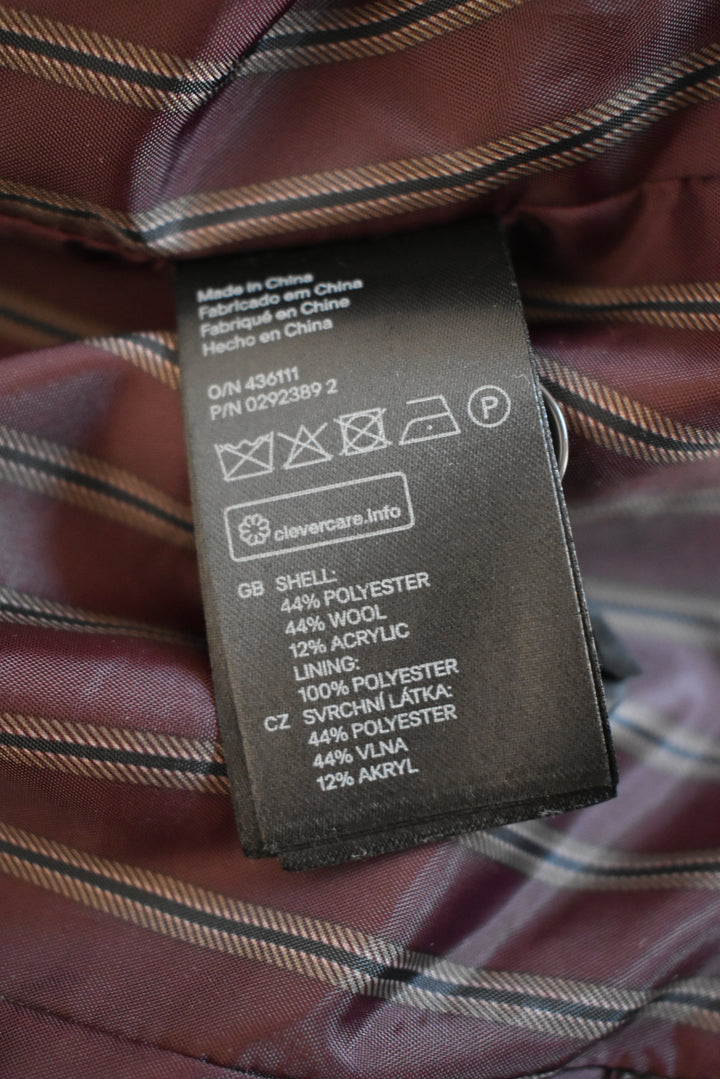 Made in China
Fabricado em China
Fabriqué en Chine
Hecho en China
O/N 436111
P/N 0292389 2
P
clevercare.info
GB SHELL:
44% POLYESTER
44% WOOL
12% ACRYLIC
LINING:
100% POLYESTER
CZ SVRCHNÍ LÁTKA:
44% POLYESTER
44% VLNA
12% AKRYL